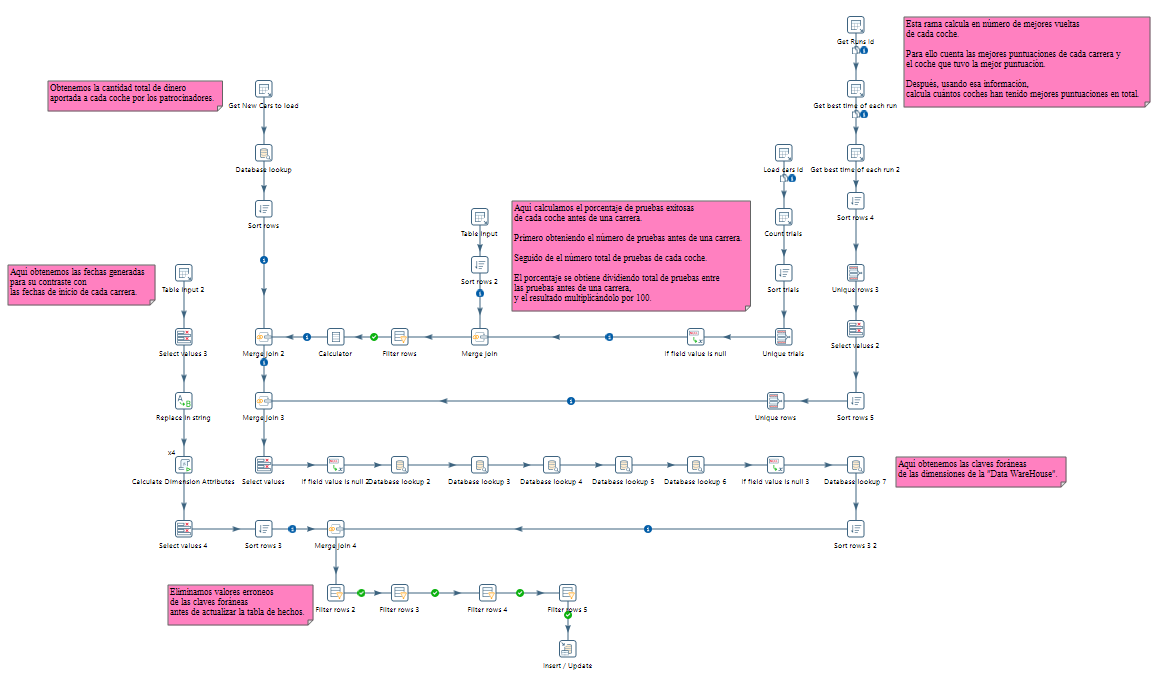 Get Runs Id
Esta rama calcula en número de mejores vueltas
de cada coche.
Para ello cuenta las mejores puntuaciones de cada carrera y
el coche que tuvo la mejor puntuación.
Después, usando esa información,
calcula cuántos coches han tenido mejores puntuaciones en total.
Obtenemos la cantidad total de dinero
aportada a cada coche por los patrocinadores.
Get New Cars to load
Get best time of each run
Database lookup
Load cars Id
Get best time of each run 2
Sort rows
Table input
Aquí calculamos el porcentaje de pruebas exitosas
de cada coche antes de una carrera.
Primero obteniendo el número de pruebas antes de una carrera.
Seguido de el número total de pruebas de cada coche.
El porcentaje se obtiene dividiendo total de pruebas entre
las pruebas antes de una carrera,
y el resultado multiplicándolo por 100.
Count trials
Sort rows 4
Aquí obtenemos las fechas generadas
para su contraste con
las fechas de inicio de cada carrera.
Table input 2
Sort rows 2
Sort trials
Unique rows 3
Select values 3
Merge join 2
Calculator
Filter rows
Merge join
If field value is null
Unique trials
Select values 2
Replace in string
Merge join 3
Unique rows
Sort rows 5
x4
Calculate Dimension Attributes
Select values
If field value is null 2
Database lookup 2
Database lookup 3
Database lookup 4
Database lookup 5
Database lookup 6
If field value is null 3
Database lookup 7
Aquí obtenemos las claves foráneas
de las dimensiones de la "Data WareHouse".
Select values 4
Sort rows 3
Merge join 4
Sort rows 3 2
Eliminamos valores erroneos
de las claves foraneas
antes de actualizar la tabla de hechos.
Filter rows 2
Filter rows 3
Filter rows 4
Filter rows 5
Insert / Update